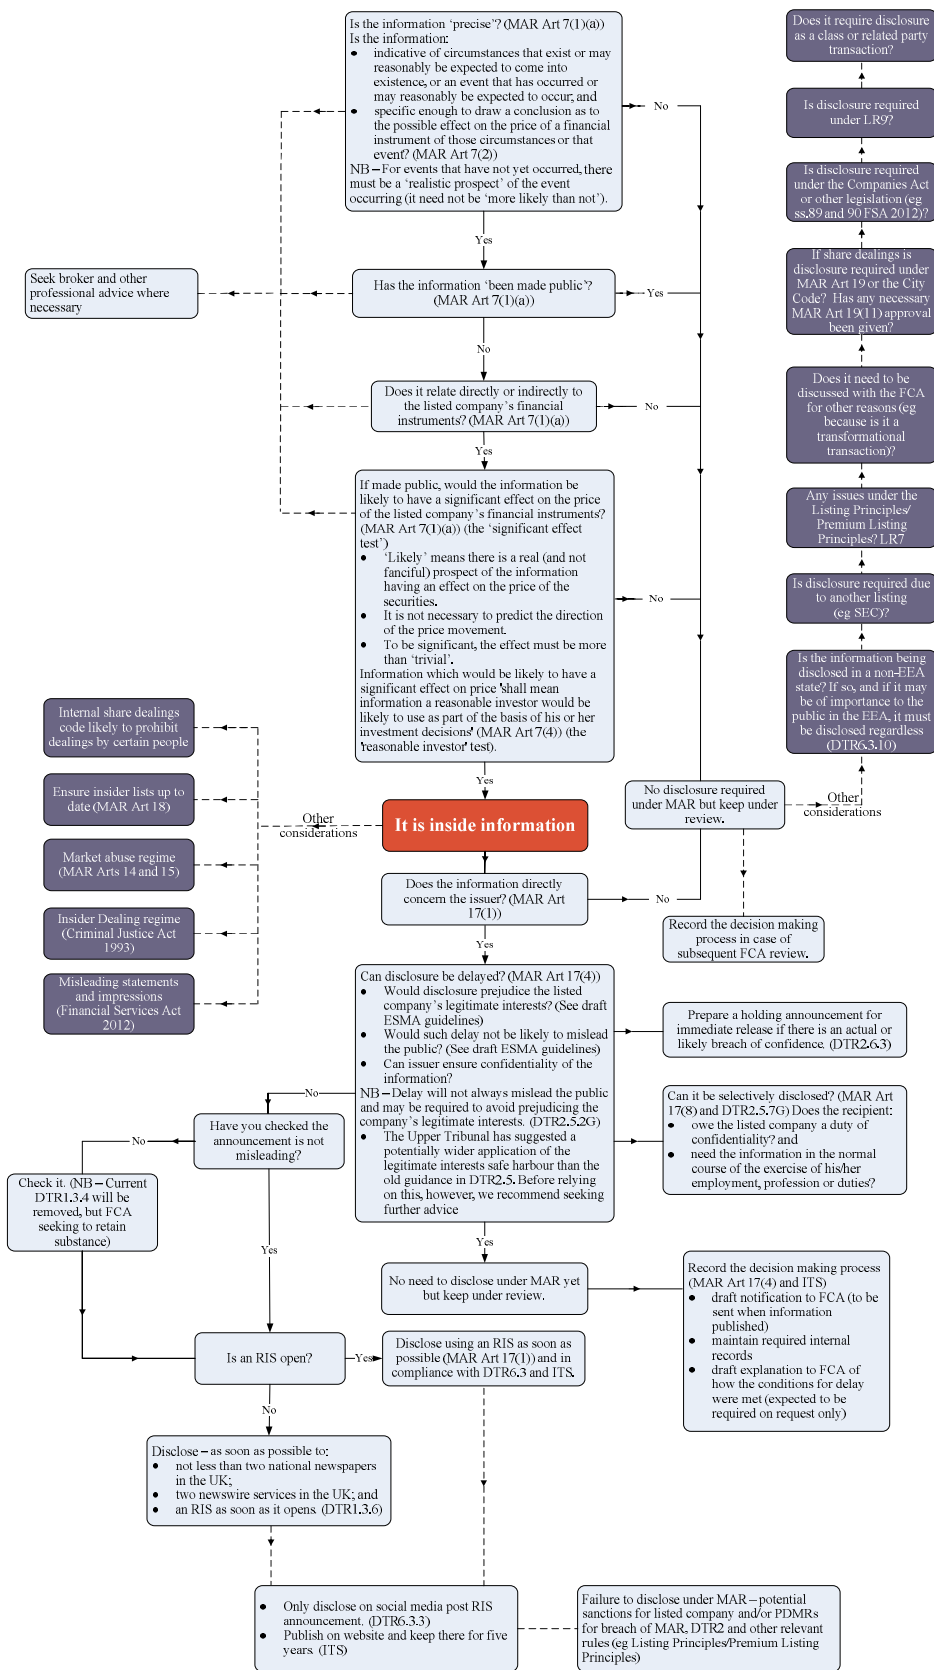 Is the information ‘precise’? (MAR Art 7(1)(a))
Is the information:
• indicative of circumstances that exist or may
reasonably be expected to come into
existence, or an event that has occurred or
may reasonably be expected to occur; and
• specific enough to draw a conclusion as to
the possible effect on the price of a financial
instrument of those circumstances or that
event? (MAR Art 7(2))
NB – For events that have not yet occurred, there
must be a ‘realistic prospect’ of the event
occurring (it need not be ‘more likely than not’).
No
Yes
Seek broker and other
professional advice where
necessary
Has the information ‘been made public’?
(MAR Art 7(1)(a))
Yes
No
Does it relate directly or indirectly to
the listed company’s financial
instruments? (MAR Art 7(1)(a))
No
Yes
If made public, would the information be
likely to have a significant effect on the price
of the listed company’s financial instruments?
(MAR Art 7(1)(a)) (the ‘significant effect
test’)
• ‘Likely’ means there is a real (and not
fanciful) prospect of the information
having an effect on the price of the
securities.
• It is not necessary to predict the direction
of the price movement.
• To be significant, the effect must be more
than ‘trivial’.
Information which would be likely to have a
significant effect on price 'shall mean
information a reasonable investor would be
likely to use as part of the basis of his or her
investment decisions' (MAR Art 7(4)) (the
'reasonable investor' test).
No
Yes
Does it require disclosure
as a class or related party
transaction?
Is disclosure required
under LR9?
Is disclosure required
under the Companies Act
or other legislation (eg
ss.89 and 90 FSA 2012)?
If share dealings is
disclosure required under
MAR Art 19 or the City
Code? Has any necessary
MAR Art 19(11) approval
been given?
Does it need to be
discussed with the FCA
for other reasons (eg
because is it a
transformational
transaction)?
Any issues under the
Listing Principles/
Premium Listing
Principles? LR7
Is disclosure required due
to another listing
(eg SEC)?
Is the information being
disclosed in a non-EEA
state? If so, and if it may
be of importance to the
public in the EEA, it must
be disclosed regardless
(DTR6.3.10)
Internal share dealings
code likely to prohibit
dealings by certain people
Ensure insider lists up to
date (MAR Art 18)
Market abuse regime
(MAR Arts 14 and 15)
Insider Dealing regime
(Criminal Justice Act
1993)
Misleading statements
and impressions
(Financial Services Act
2012)
Other
considerations
It is inside information
No disclosure required
under MAR but keep under
review.
Other
considerations
Does the information directly
concern the issuer? (MAR Art
17(1))
No
Yes
Record the decision making
process in case of
subsequent FCA review.
Can disclosure be delayed? (MAR Art 17(4))
• Would disclosure prejudice the listed
company’s legitimate interests? (See draft
ESMA guidelines)
• Would such delay not be likely to mislead
the public? (See draft ESMA guidelines)
• Can issuer ensure confidentiality of the
information?
NB – Delay will not always mislead the public
and may be required to avoid prejudicing the
company’s legitimate interests. (DTR2.5.2G)
• The Upper Tribunal has suggested a
potentially wider application of the
legitimate interests safe harbour than the
old guidance in DTR2.5. Before relying
on this, however, we recommend seeking
further advice
Prepare a holding announcement for
immediate release if there is an actual or
likely breach of confidence. (DTR2.6.3)
Can it be selectively disclosed? (MAR Art
17(8) and DTR2.5.7G) Does the recipient:
• owe the listed company a duty of
confidentiality? and
• need the information in the normal
course of the exercise of his/her
employment, profession or duties?
No
Have you checked the
announcement is not
misleading?
No
Check it. (NB – Current
DTR1.3.4 will be
removed, but FCA
seeking to retain
substance)
Yes
Yes
No need to disclose under MAR yet
but keep under review.
Record the decision making process
(MAR Art 17(4) and ITS)
• draft notification to FCA (to be
sent when information
published)
• maintain required internal
records
• draft explanation to FCA of
how the conditions for delay
were met (expected to be
required on request only)
Is an RIS open?
Yes
Disclose using an RIS as soon as
possible (MAR Art 17(1)) and in
compliance with DTR6.3 and ITS.
No
Disclose – as soon as possible to:
• not less than two national newspapers
in the UK;
• two newswire services in the UK; and
• an RIS as soon as it opens. (DTR1.3.6)
• Only disclose on social media post RIS
announcement. (DTR6.3.3)
• Publish on website and keep there for five
years. (ITS)
Failure to disclose under MAR – potential
sanctions for listed company and/or PDMRs
for breach of MAR, DTR2 and other relevant
rules (eg Listing Principles/Premium Listing
Principles)